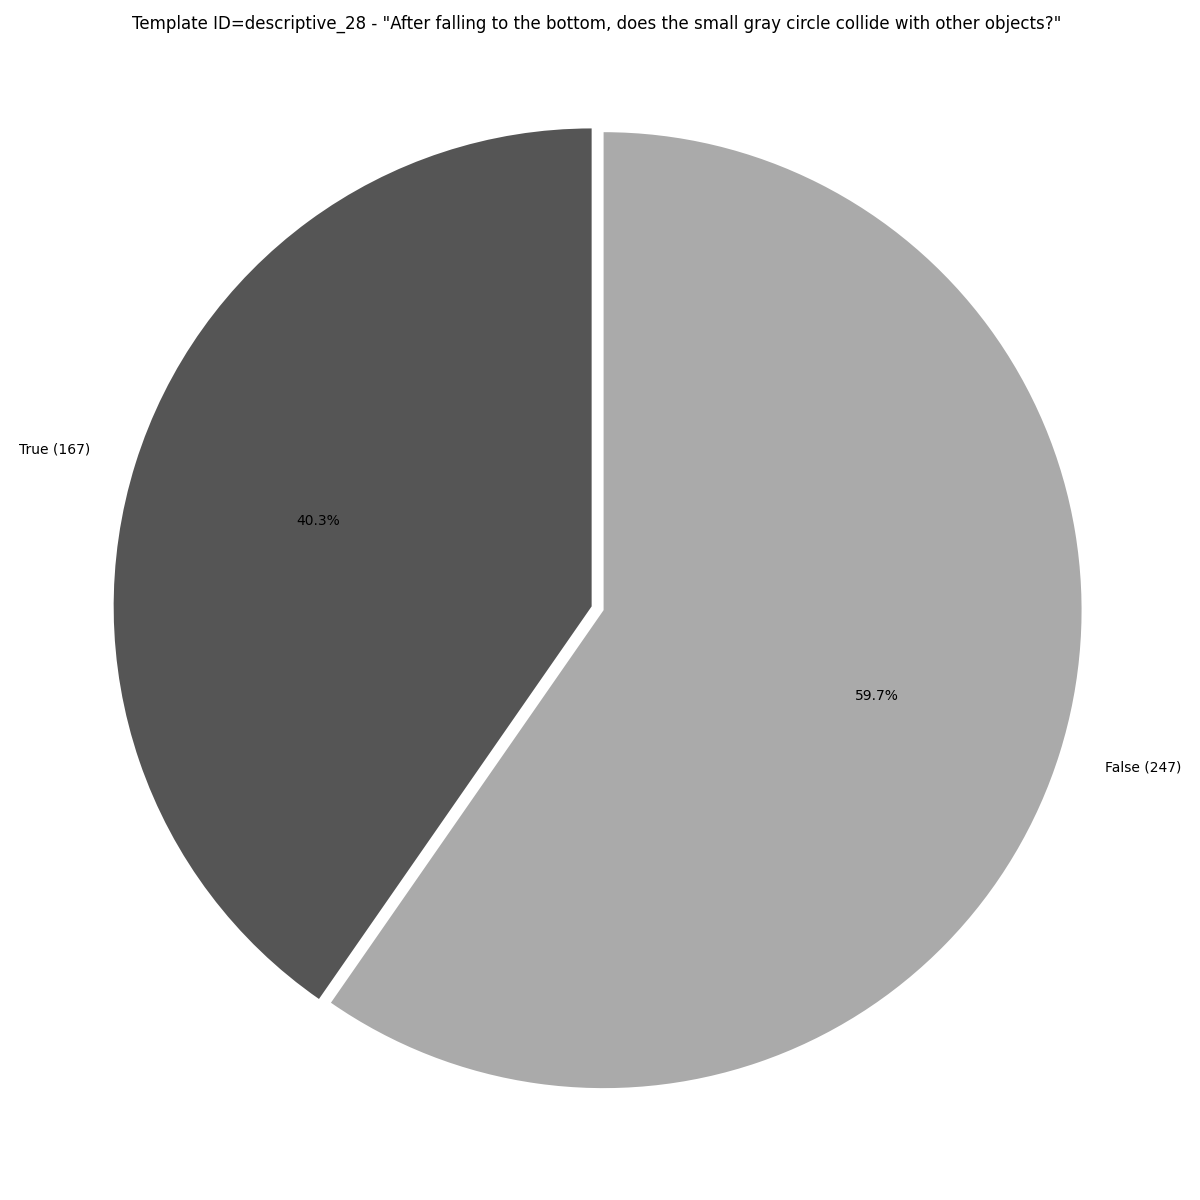 Template ID=descriptive_28 - "After falling to the bottom, does the small gray circle collide with other objects?"
True (167)
40.3%
59.7%
False (247)